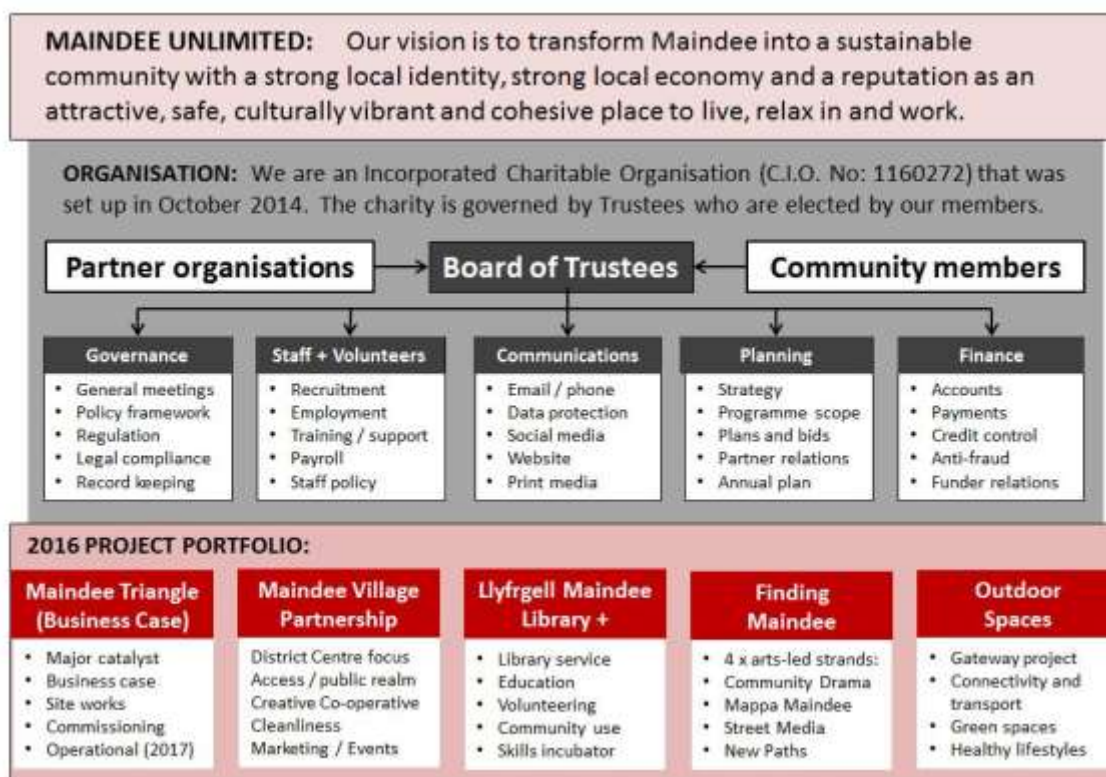 MAINDEE UNLIMITED: Our vision is to transform Maindee into a sustainable
community with a strong local identity, strong local economy and a reputation as an
attractive, safe, culturally vibrant and cohesive place to live, relax in and work.
ORGANISATION: We are an Incorporated Charitable Organisation (C.I.O. No: 1160272) that was
set up in October 2014. The charity is governed by Trustees who are elected by our members.
Partner organisations
Board of Trustees
Community members
Governance
• General meetings
• Policy framework
• Regulation
• Legal compliance
• Record keeping
Staff + Volunteers
• Recruitment
• Employment
• Training / support
• Payroll
• Staff policy
Communications
• Email / phone
• Data protection
• Social media
• Website
• Print media
Planning
• Strategy
• Programme scope
• Plans and bids
• Partner relations
• Annual plan
Finance
• Accounts
• Payments
• Credit control
• Anti-fraud
• Funder relations
2016 PROJECT PORTFOLIO:
Maindee Triangle
(Business Case)
• Major catalyst
• Business case
• Site works
• Commissioning
• Operational (2017)
Maindee Village
Partnership
District Centre focus
Access / public realm
Creative Co-operative
Cleanliness
Marketing / Events
Llyfrgell Maindee
Library +
• Library service
• Education
• Volunteering
• Community use
• Skills incubator
Finding
Maindee
• 4 x arts-led strands:
• Community Drama
• Mappa Maindee
• Street Media
• New Paths
Outdoor
Spaces
• Gateway project
• Connectivity and
transport
• Green spaces
• Healthy lifestyles